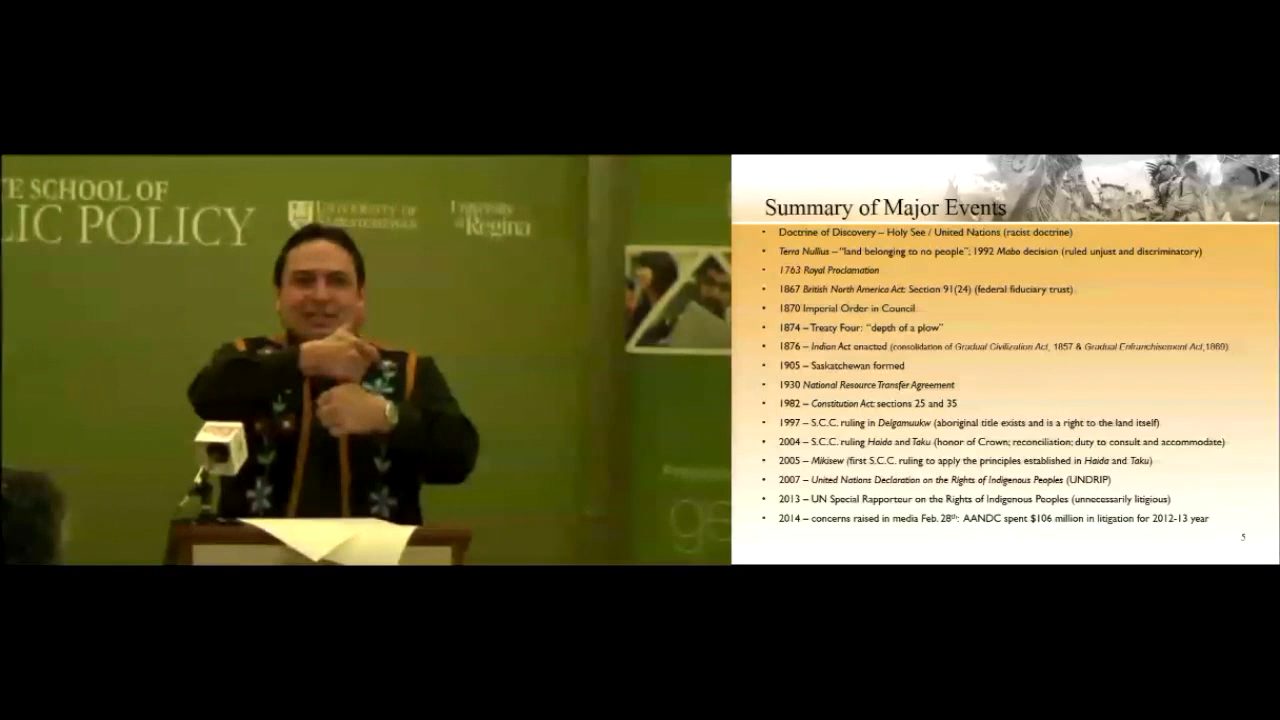 TE SCHOOL OF
LIC POLICY
UNIVERSITY OF
SASKATCHEWAN
University
of Regina
Summary of Major Events
• Doctrine of Discovery – Holy See / United Nations (racist doctrine)
• Terra Nullius – “land belonging to no people”; 1992 Mabo decision (ruled unjust and discriminatory)
• 1763 Royal Proclamation
• 1867 British North America Act: Section 91(24) (federal fiduciary trust)
• 1870 Imperial Order in Council
• 1874 – Treaty Four: “depth of a plow”
• 1876 – Indian Act enacted (consolidation of Gradual Civilization Act, 1857 & Gradual Enfranchisement Act,1869)
• 1905 – Saskatchewan formed
• 1930 National Resource Transfer Agreement
• 1982 – Constitution Act: sections 25 and 35
• 1997 – S.C.C. ruling in Delgamuukw (aboriginal title exists and is a right to the land itself)
• 2004 – S.C.C. ruling Haida and Taku (honor of Crown; reconciliation; duty to consult and accommodate)
• 2005 – Mikisew (first S.C.C. ruling to apply the principles established in Haida and Taku)
• 2007 – United Nations Declaration on the Rights of Indigenous Peoples (UNDRIP)
• 2013 – UN Special Rapporteur on the Rights of Indigenous Peoples (unnecessarily litigious)
• 2014 – concerns raised in media Feb. 28th: AANDC spent $106 million in litigation for 2012-13 year
5